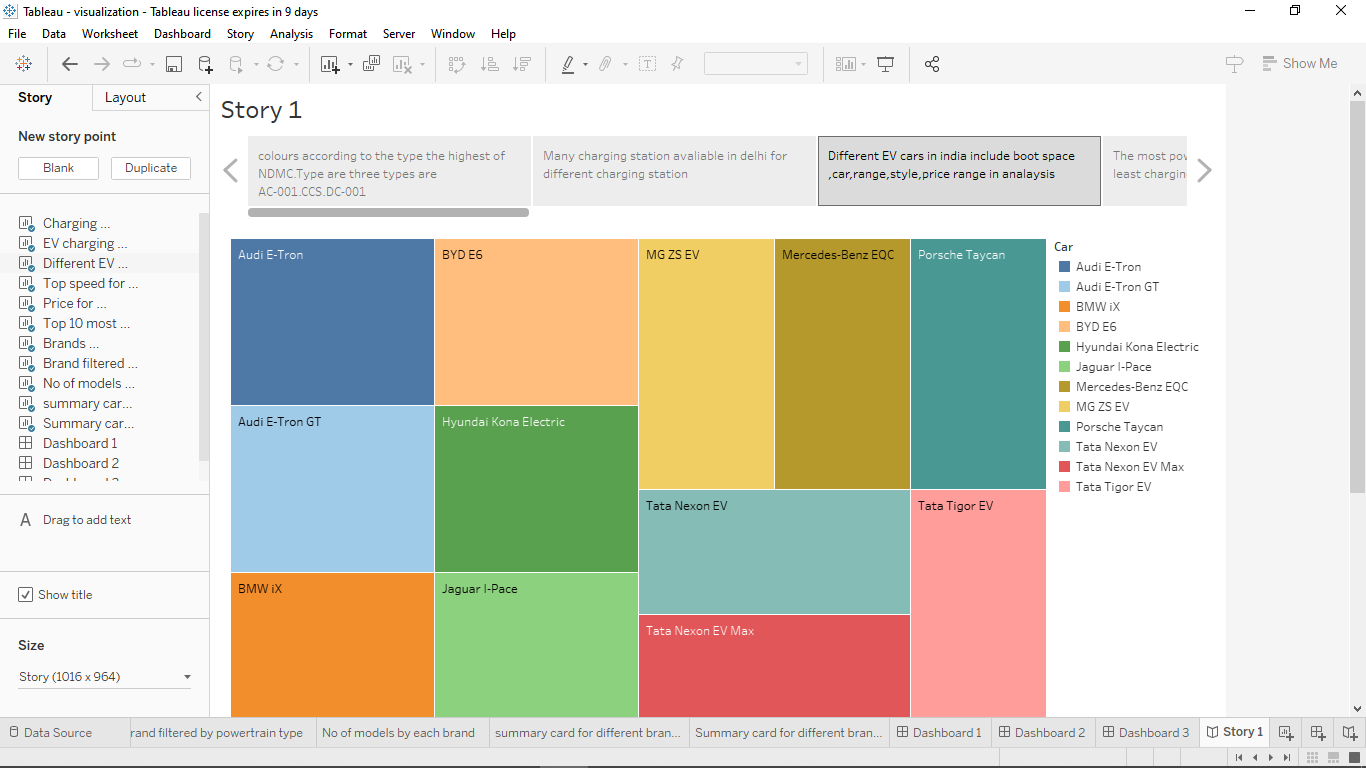 Tableau - visualization - Tableau license expires in 9 days
File Data Worksheet Dashboard Story Analysis Format Server Window Help
Show Me
Story Layout
New story point
Blank Duplicate
Charging ...
EV charging ...
Different EV ...
Top speed for ...
Price for ...
Top 10 most ...
Brands ...
Brand filtered ...
No of models ...
summary car...
Summary car...
Dashboard 1
Dashboard 2
A Drag to add text
Show title
Size
Story (1016 x 964)
Story 1
colours according to the type the highest of
NDMC.Type are three types are
AC-001.CCS.DC-001
Many charging station avaliable in delhi for
different charging station
Different EV cars in india include boot space
,car,range,style,price range in analaysis
The most pow
least chargin
Audi E-Tron
BYD E6
MG ZS EV
Mercedes-Benz EQC
Porsche Taycan
Audi E-Tron GT
Hyundai Kona Electric
Tata Nexon EV
Tata Tigor EV
BMW iX
Jaguar I-Pace
Tata Nexon EV Max
Car
Audi E-Tron
Audi E-Tron GT
BMW iX
BYD E6
Hyundai Kona Electric
Jaguar I-Pace
Mercedes-Benz EQC
MG ZS EV
Porsche Taycan
Tata Nexon EV
Tata Nexon EV Max
Tata Tigor EV
Data Source rand filtered by powertrain type No of models by each brand summary card for different bran... Summary card for different bran... Dashboard 1 Dashboard 2 Dashboard 3 Story 1